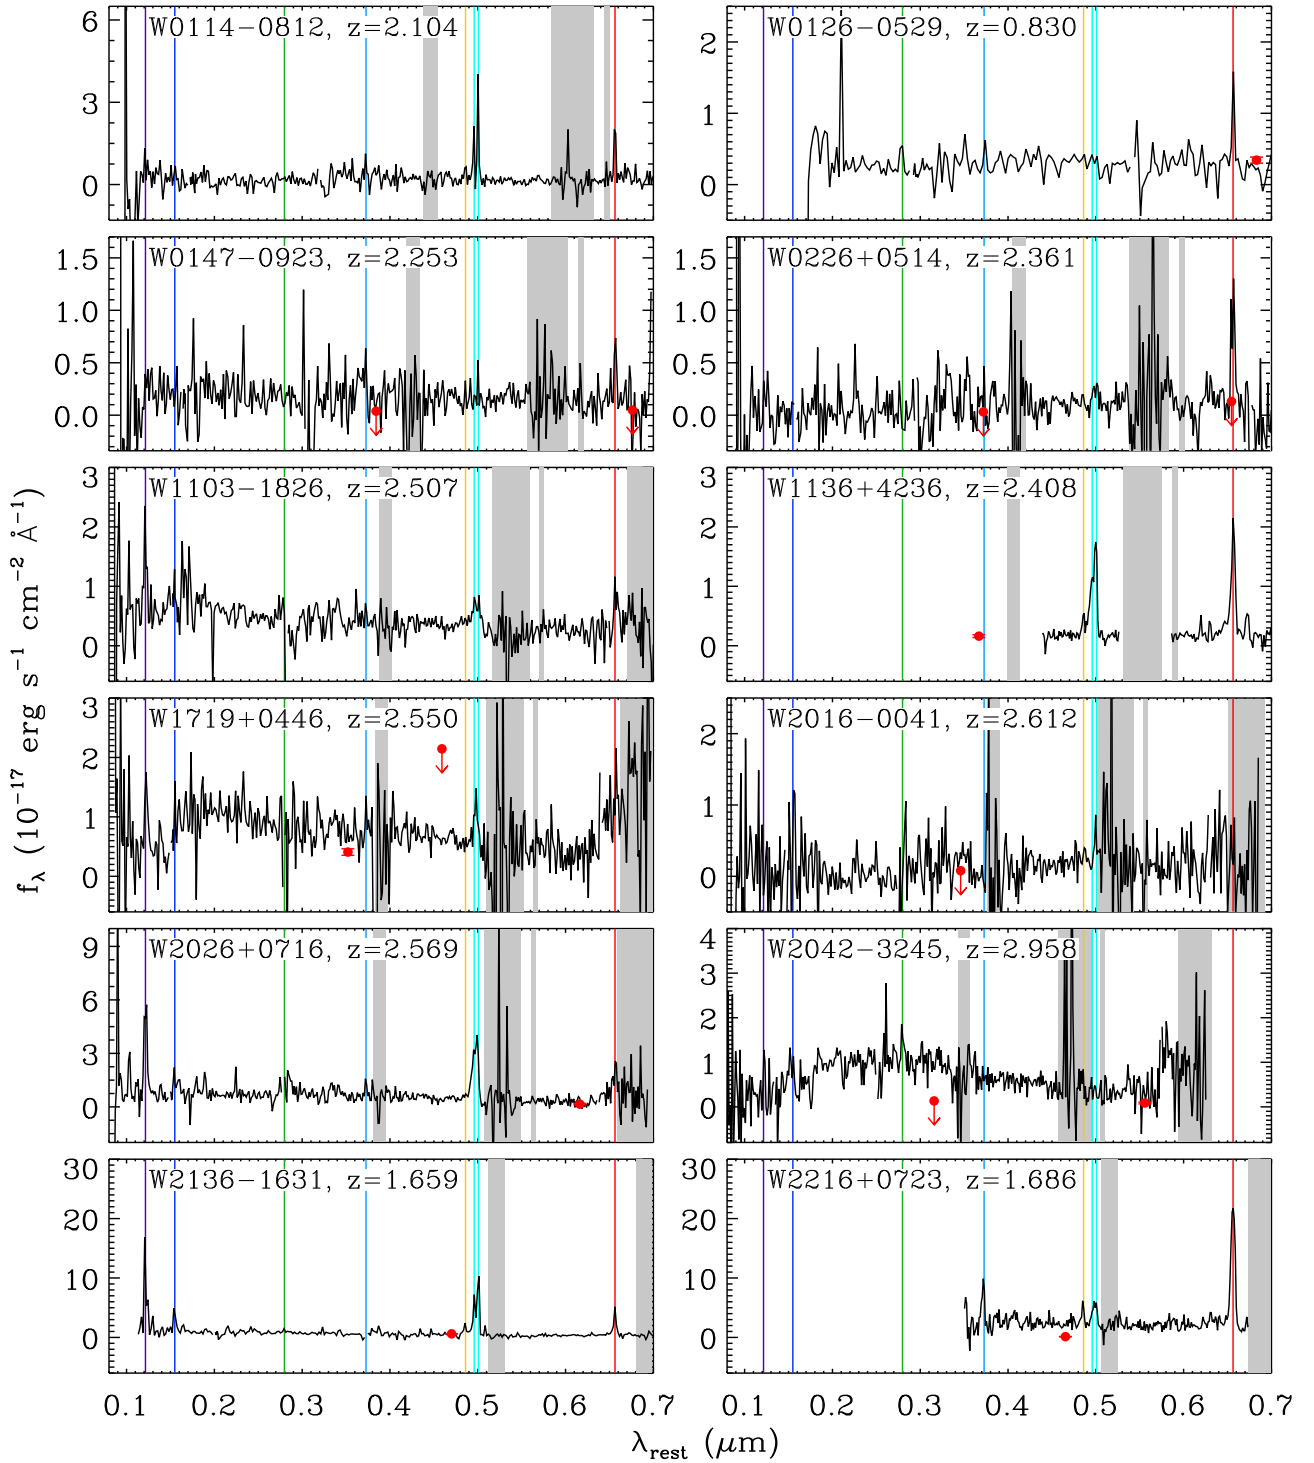 W0114−0812, z=2.104
6
3
0
W0126−0529, z=0.830
2
1
0
W0147−0923, z=2.253
1.5
1.0
0.5
0.0
W0226+0514, z=2.361
1.5
1.0
0.5
0.0
W1103−1826, z=2.507
3
2
1
0
W1136+4236, z=2.408
3
2
1
0
W1719+0446, z=2.550
3
2
1
0
W2016−0041, z=2.612
2
1
0
W2026+0716, z=2.569
9
6
3
0
W2042−3245, z=2.958
4
3
2
1
0
W2136−1631, z=1.659
30
20
10
0
W2216+0723, z=1.686
30
20
10
0
0.1 0.2 0.3 0.4 0.5 0.6 0.7
0.1 0.2 0.3 0.4 0.5 0.6 0.7
fλ (10−17 erg s−1 cm−2 Å−1)
λrest (μm)